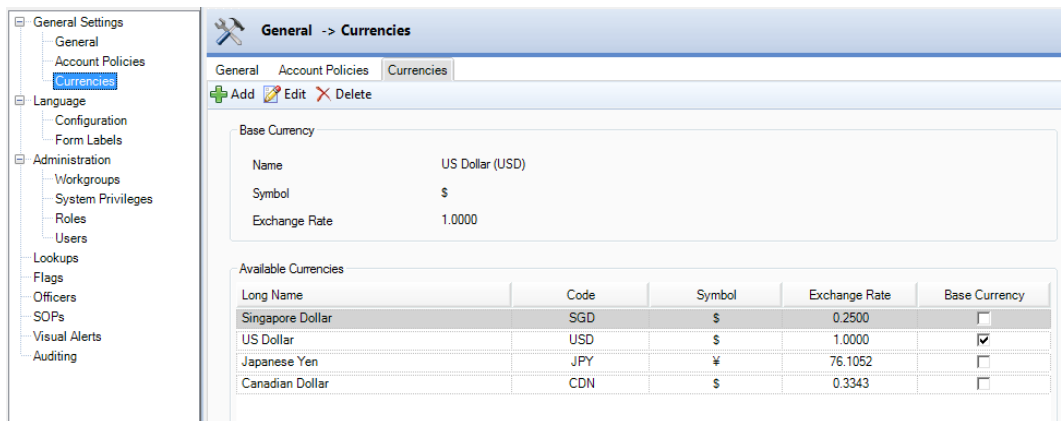 General Settings
General
Account Policies
Currencies
Language
Configuration
Form Labels
Administration
Workgroups
System Privileges
Roles
Users
Lookups
Flags
Officers
SOPs
Visual Alerts
Auditing
General -> Currencies
General Account Policies Currencies
Add Edit Delete
Base Currency
Name US Dollar (USD)
Symbol $
Exchange Rate 1.0000
Available Currencies
Long Name Code Symbol Exchange Rate Base Currency
Singapore Dollar SGD $ 0.2500
US Dollar USD $ 1.0000
Japanese Yen JPY ¥ 76.1052
Canadian Dollar CDN $ 0.3343